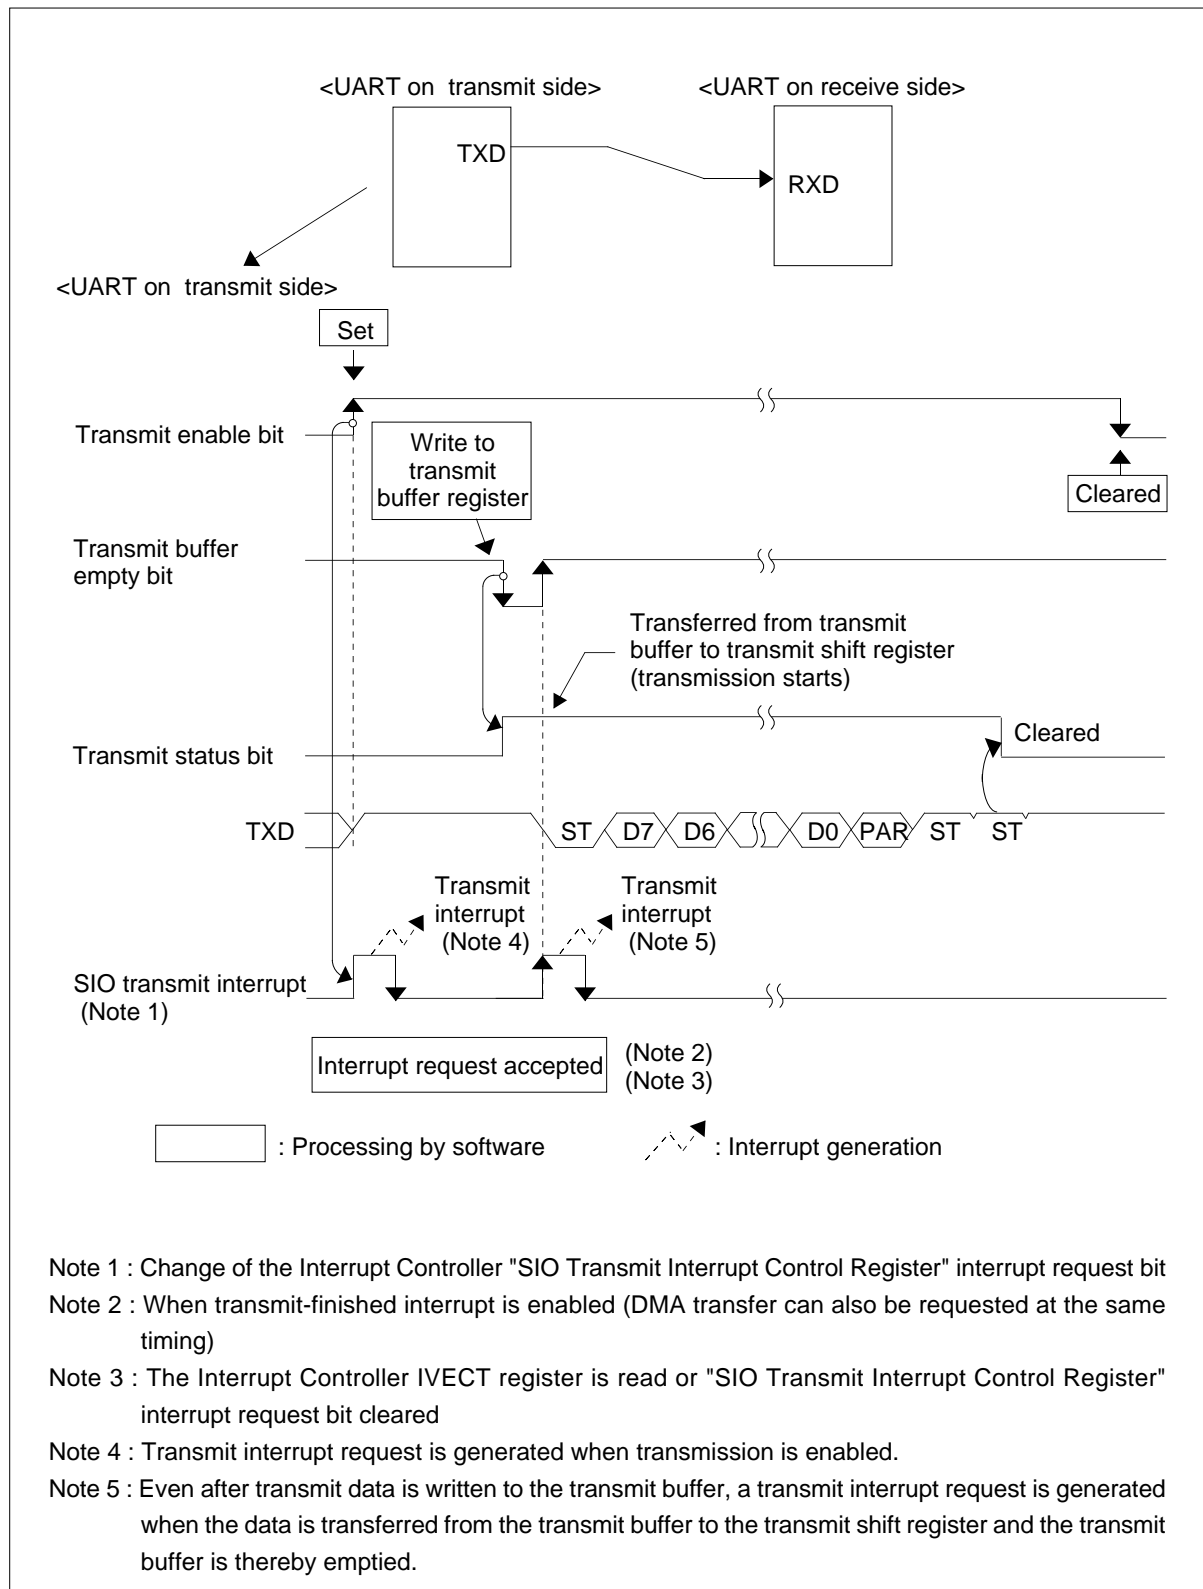 <UART on transmit side>
<UART on receive side>
TXD
RXD
<UART on transmit side>
Set
Transmit enable bit
Write to
transmit
buffer register
Cleared
Transmit buffer
empty bit
Transferred from transmit
buffer to transmit shift register
(transmission starts)
Transmit status bit
Cleared
TXD
ST D7 D6 D0 PAR ST ST
Transmit
interrupt
(Note 4)
Transmit
interrupt
(Note 5)
SIO transmit interrupt
(Note 1)
Interrupt request accepted
(Note 2)
(Note 3)
: Processing by software
: Interrupt generation
Note 1 : Change of the Interrupt Controller "SIO Transmit Interrupt Control Register" interrupt request bit
Note 2 : When transmit-finished interrupt is enabled (DMA transfer can also be requested at the same
timing)
Note 3 : The Interrupt Controller IVECT register is read or "SIO Transmit Interrupt Control Register"
interrupt request bit cleared
Note 4 : Transmit interrupt request is generated when transmission is enabled.
Note 5 : Even after transmit data is written to the transmit buffer, a transmit interrupt request is generated
when the data is transferred from the transmit buffer to the transmit shift register and the transmit
buffer is thereby emptied.